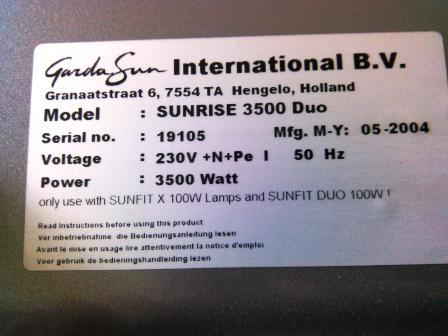 GardaSun International B.V.
Granaatstraat 6, 7554 TA Hengelo, Holland
Model : SUNRISE 3500 Duo
Serial no. : 19105 Mfg. M-Y: 05-2004
Voltage : 230V +N+Pe I 50 Hz
Power : 3500 Watt
only use with SUNFIT X 100W Lamps and SUNFIT DUO 100W
Read Instructions before using this product
Vor inbetriebnahme die Bedienungsanleitung lesen
Avant le mise en usage lire attentivement la notice d'emploi
Voor gebruik de bedieningshandleiding lezen